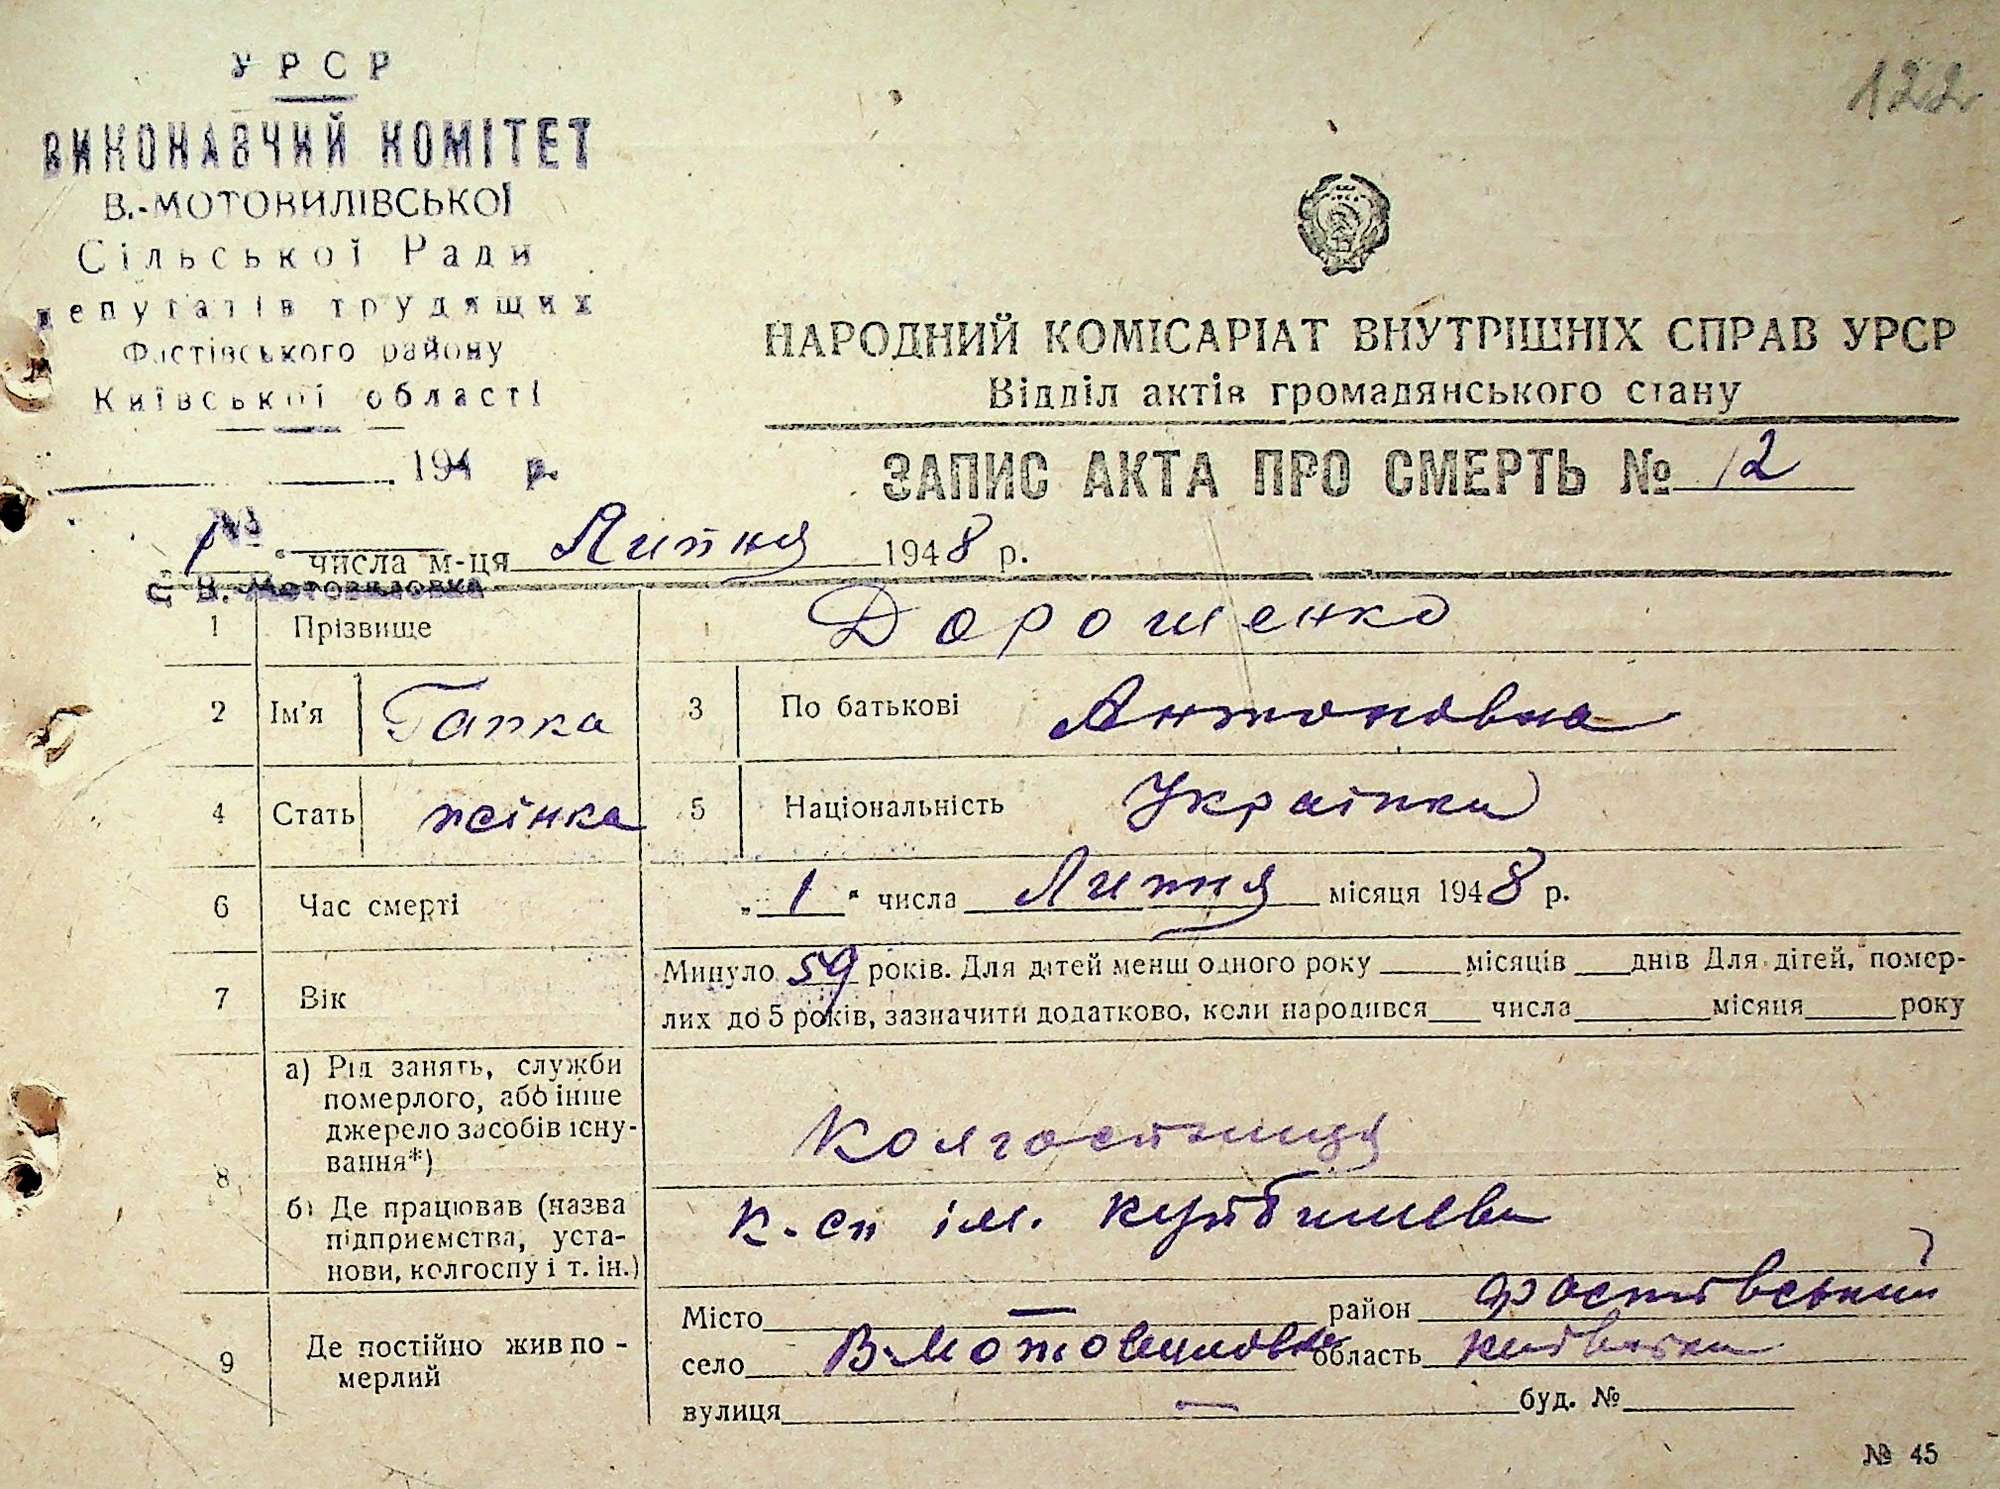 УРСР
ВИКОНАВЧИЙ КОМІТЕТ
В.-МОТОВИЛІВСЬКОЇ
Сільської Ради
депутатів трудящих
Фастівського району
Київської області
194 р.
№
с. В.-Мотовиловка
122
НАРОДНИЙ КОМІСАРІАТ ВНУТРІШНІХ СПРАВ УРСР
Відділ актів громадянського стану
ЗАПИС АКТА ПРО СМЕРТЬ № 12
1 " числа м-ця Липня 1948 р.
1 Прізвище Дорошенко
2 Ім'я Гапка 3 По батькові Антоновна
4 Стать жінка 5 Національність Українка
6 Час смерті „ 1 " числа Липня місяця 1948 р.
7 Вік Минуло 59 років. Для дітей менш одного року місяців днів Для дітей, помер-
лих до 5 років, зазначити додатково, коли народився числа місяця року
8 а) Рід занять, служби
померлого, або інше
джерело засобів існу-
вання*)
Колгоспниця
б) Де працював (назва
підприємства, уста-
нови, колгоспу і т. ін.)
к-сп ім. Куйбишева
9 Де постійно жив по-
мерлий
Місто — район Фастівський
село В-Мотовиловка область Київська
вулиця — буд. №
№ 45